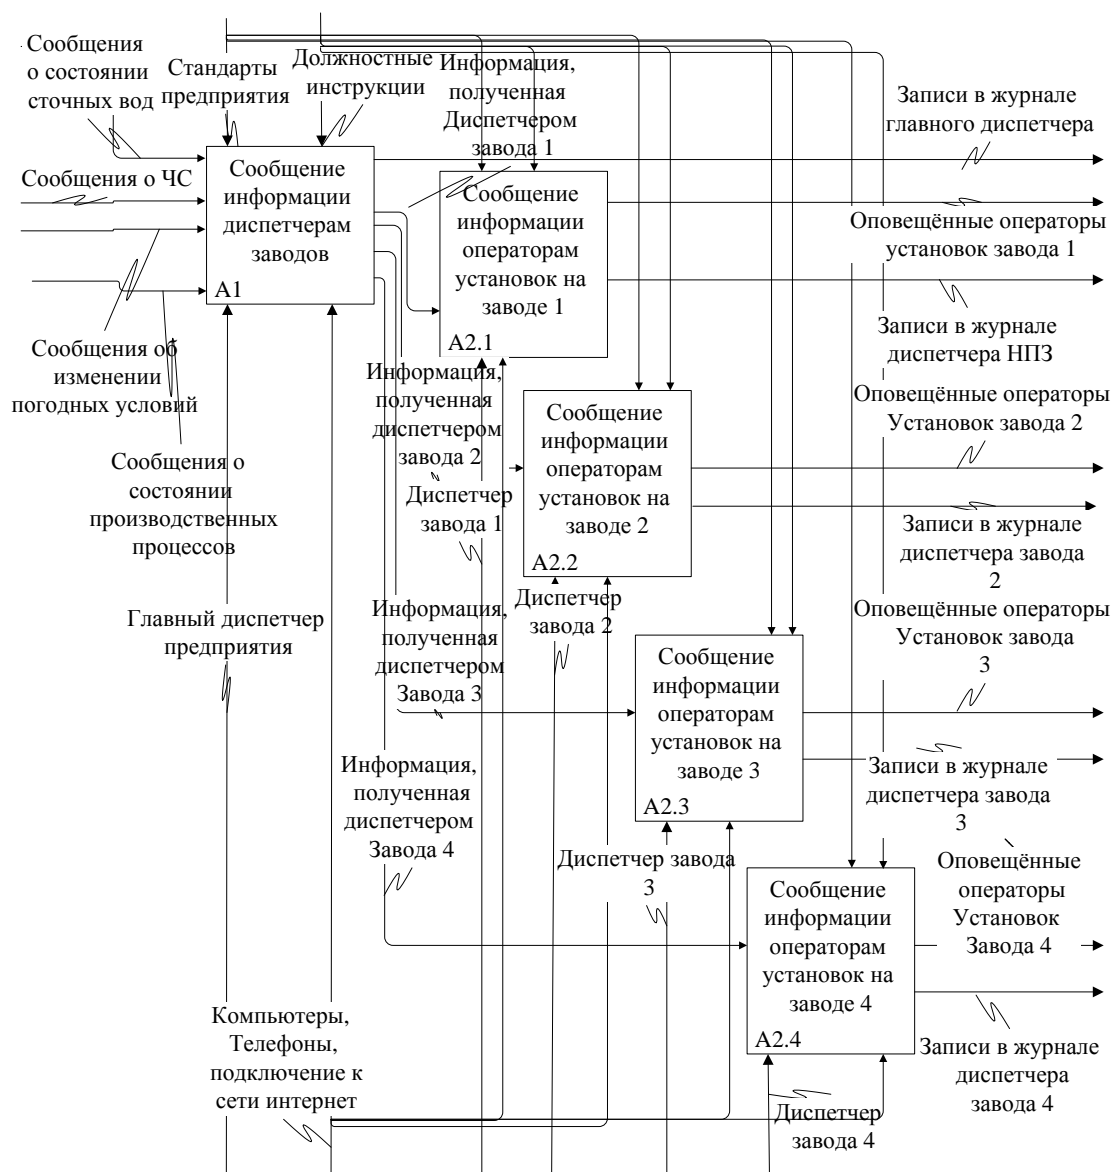 Сообщения
о состоянии
сточных вод
Стандарты
предприятия
Должностные
инструкции
Информация,
полученная
Диспетчером
завода 1
Записи в журнале
главного диспетчера
Сообщения о ЧС
Сообщение
информации
диспетчерам
заводов
А1
Сообщение
информации
операторам
установок на
заводе 1
А2.1
Оповещённые операторы
установок завода 1
Записи в журнале
диспетчера НПЗ
Сообщения об
изменении
погодных условий
Информация,
полученная
диспетчером
завода 2
Сообщение
информации
операторам
установок на
заводе 2
А2.2
Оповещённые операторы
Установок завода 2
Сообщения о
состоянии
производственных
процессов
Диспетчер
завода 1
Записи в журнале
диспетчера завода
2
Главный диспетчер
предприятия
Информация,
полученная
диспетчером
Завода 3
Диспетчер
завода 2
Сообщение
информации
операторам
установок на
заводе 3
А2.3
Оповещённые операторы
Установок завода
3
Информация,
полученная
диспетчером
Завода 4
Записи в журнале
диспетчера завода
3
Диспетчер завода
3
Сообщение
информации
операторам
установок на
заводе 4
А2.4
Оповещённые
операторы
Установок
Завода 4
Компьютеры,
Телефоны,
подключение к
сети интернет
Записи в журнале
диспетчера
завода 4
Диспетчер
завода 4